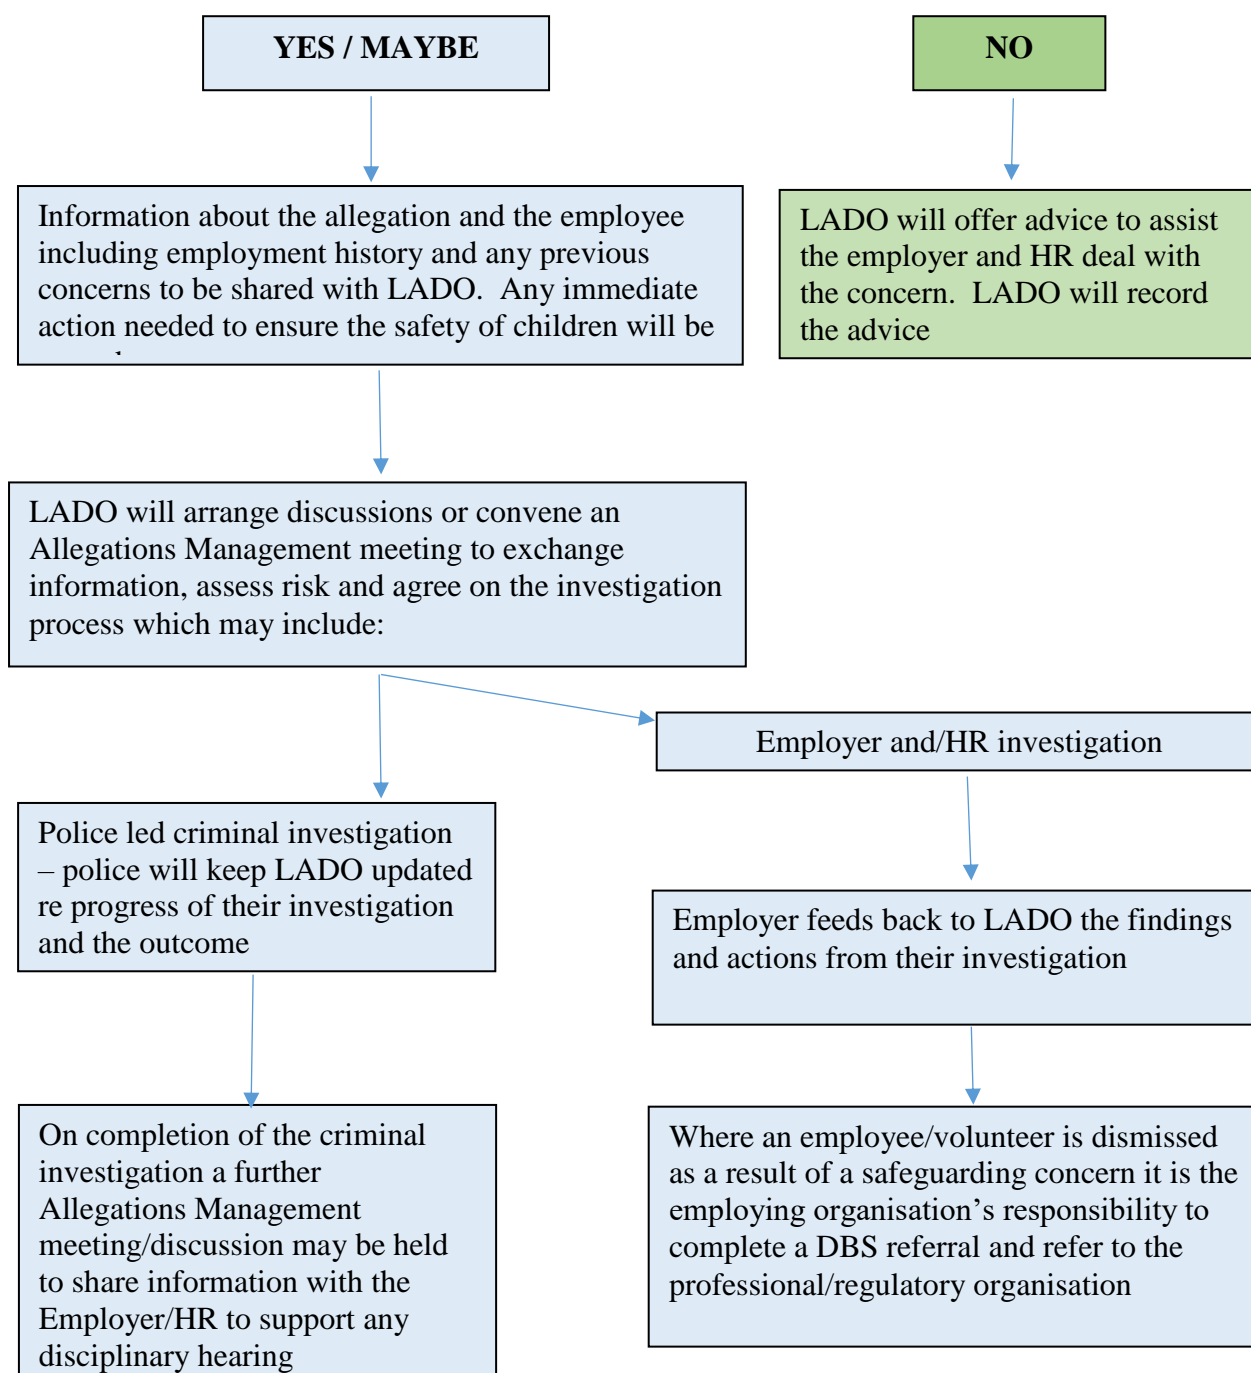 YES / MAYBE
NO
Information about the allegation and the employee
including employment history and any previous
concerns to be shared with LADO.  Any immediate
action needed to ensure the safety of children will be
LADO will offer advice to assist
the employer and HR deal with
the concern.  LADO will record
the advice
LADO will arrange discussions or convene an
Allegations Management meeting to exchange
information, assess risk and agree on the investigation
process which may include:
Employer and/HR investigation
Police led criminal investigation
– police will keep LADO updated
re progress of their investigation
and the outcome
Employer feeds back to LADO the findings
and actions from their investigation
On completion of the criminal
investigation a further
Allegations Management
meeting/discussion may be held
to share information with the
Employer/HR to support any
disciplinary hearing
Where an employee/volunteer is dismissed
as a result of a safeguarding concern it is the
employing organisation’s responsibility to
complete a DBS referral and refer to the
professional/regulatory organisation